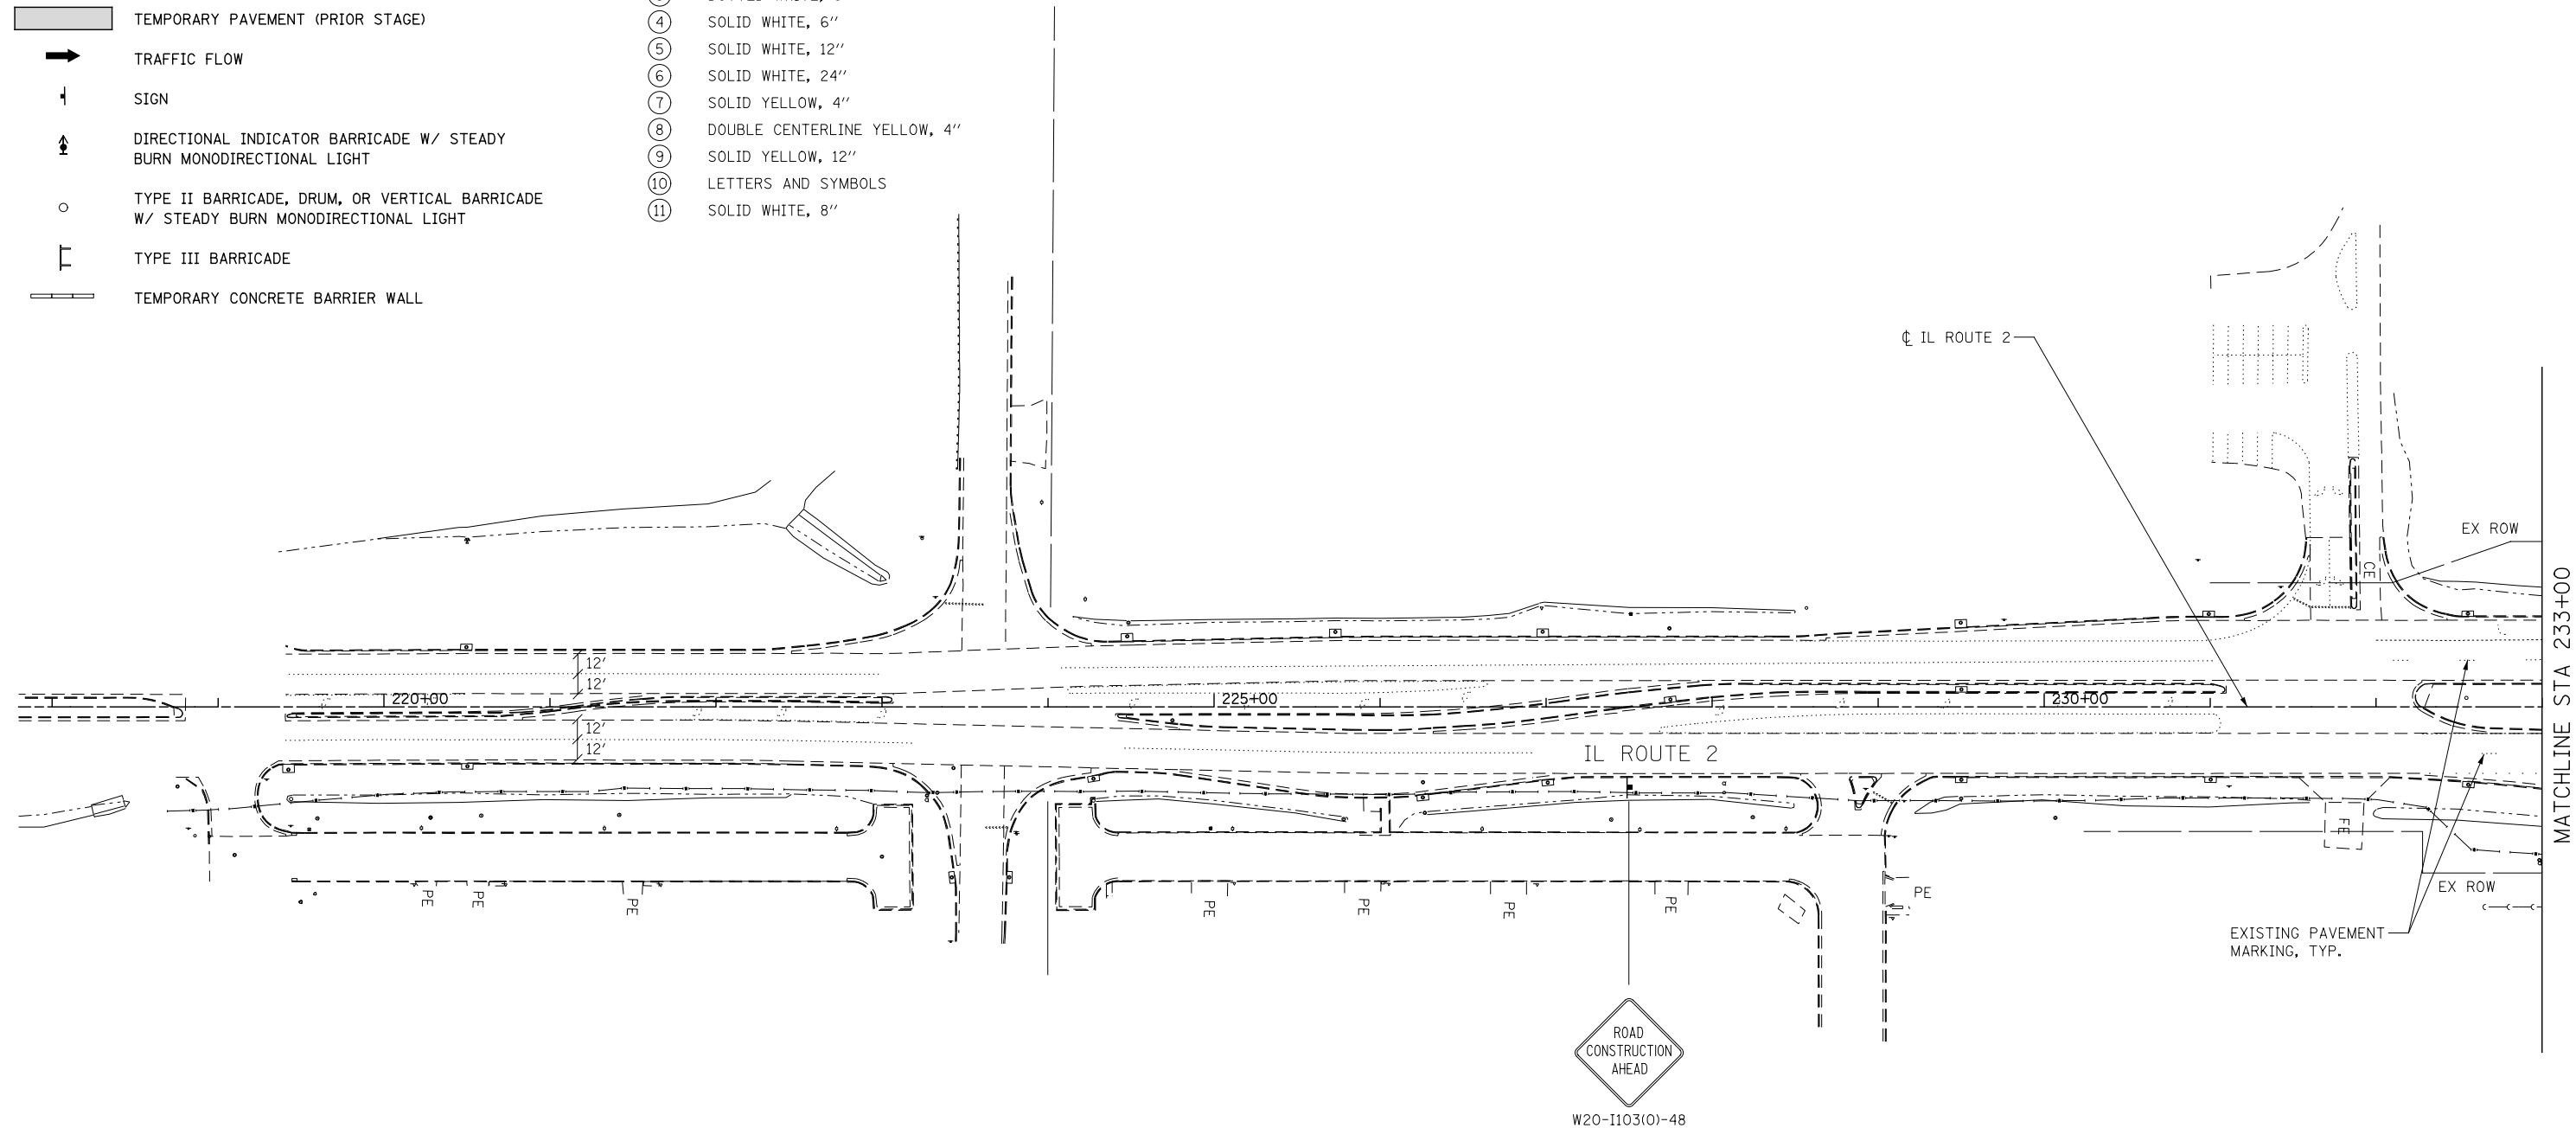 TEMPORARY PAVEMENT (PRIOR STAGE)
TRAFFIC FLOW
SIGN
DIRECTIONAL INDICATOR BARRICADE W/ STEADY
BURN MONODIRECTIONAL LIGHT
TYPE II BARRICADE, DRUM, OR VERTICAL BARRICADE
W/ STEADY BURN MONODIRECTIONAL LIGHT
TYPE III BARRICADE
TEMPORARY CONCRETE BARRIER WALL
4 SOLID WHITE, 6"
5 SOLID WHITE, 12"
6 SOLID WHITE, 24"
7 SOLID YELLOW, 4"
8 DOUBLE CENTERLINE YELLOW, 4"
9 SOLID YELLOW, 12"
10 LETTERS AND SYMBOLS
11 SOLID WHITE, 8"
℄ IL ROUTE 2
EX ROW
CE
12'
12'
220+00
225+00
230+00
12'
12'
IL ROUTE 2
MATCHLINE STA 233+00
FE
EX ROW
PE
PE
PE
PE
PE
PE
PE
PE
EXISTING PAVEMENT
MARKING, TYP.
ROAD
CONSTRUCTION
AHEAD
W20-I103(O)-48